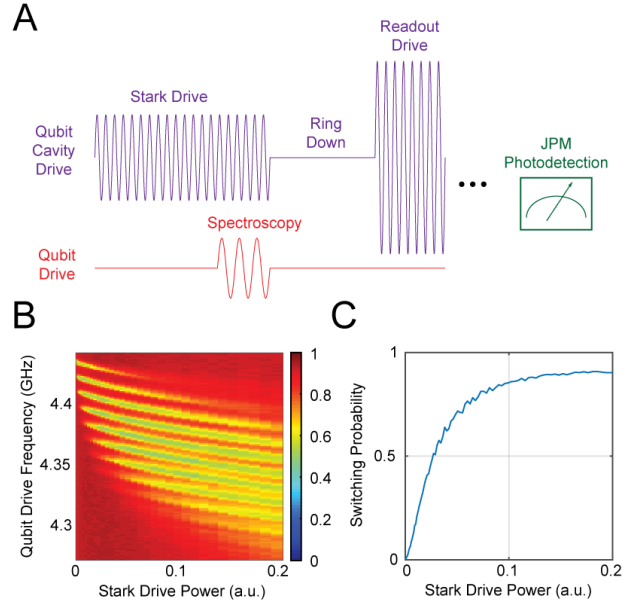 A
Readout
Drive
Stark Drive
Qubit
Cavity
Drive
Ring
Down
JPM
Photodetection
•••
Spectroscopy
Qubit
Drive
B
C
Qubit Drive Frequency (GHz)
4.4
4.35
4.3
0
0.1
0.2
Stark Drive Power (a.u.)
1
0.8
0.6
0.4
0.2
0
Switching Probability
1
0.5
0
0
0.1
0.2
Stark Drive Power (a.u.)